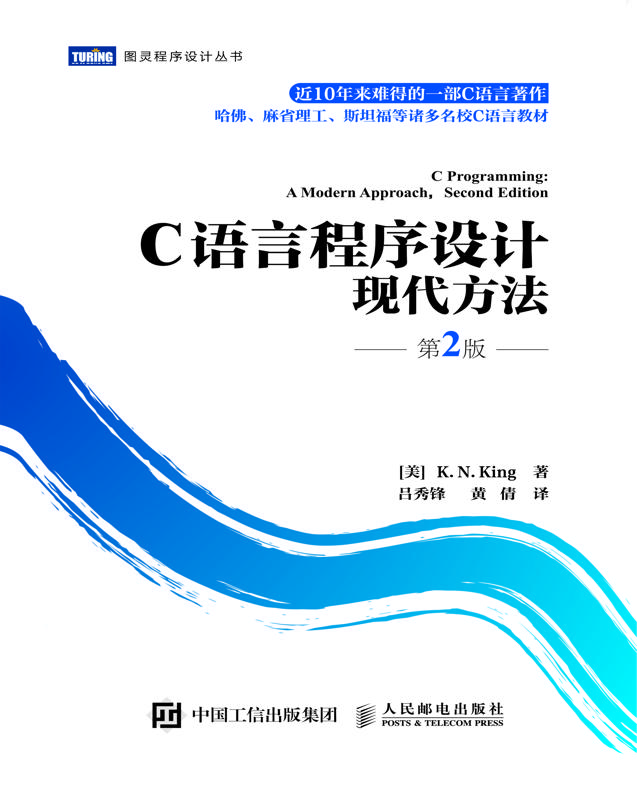 TURING 图灵程序设计丛书
近10年来难得的一部C语言著作
哈佛、麻省理工、斯坦福等诸多名校C语言教材
C Programming:
A Modern Approach, Second Edition
C语言程序设计
现代方法
第2版
[美] K. N. King 著
吕秀锋 黄 倩 译
中国工信出版集团 人民邮电出版社
POSTS & TELECOM PRESS